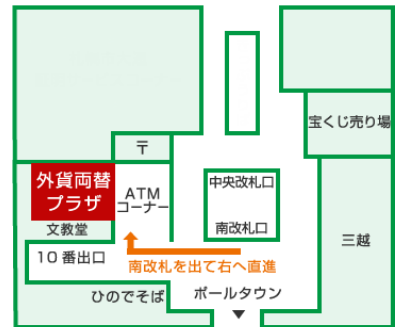 〒
宝くじ売り場
外貨両替
プラザ
ATM
コーナー
中央改札口
文教堂
南改札口
三越
10番出口
南改札を出て右へ直進
ひのでそば
ポールタウン
▼